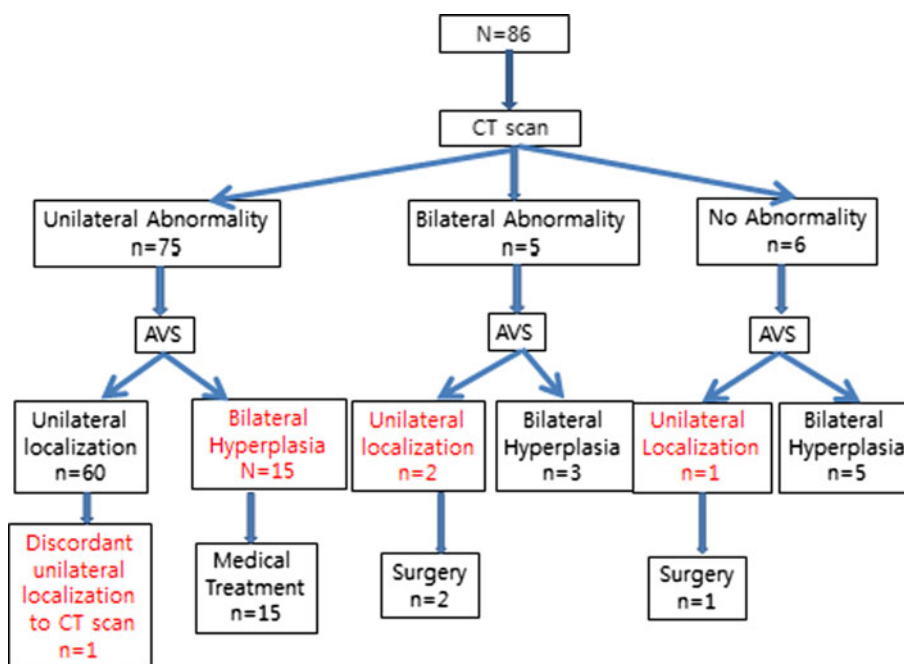 N=86
CT scan
Unilateral Abnormality
n=75
Bilateral Abnormality
n=5
No Abnormality
n=6
AVS
AVS
AVS
Unilateral
localization
n=60
Bilateral
Hyperplasia
N=15
Unilateral
localization
n=2
Bilateral
Hyperplasia
n=3
Unilateral
Localization
n=1
Bilateral
Hyperplasia
n=5
Discordant
unilateral
localization
to CT scan
n=1
Medical
Treatment
n=15
Surgery
n=2
Surgery
n=1